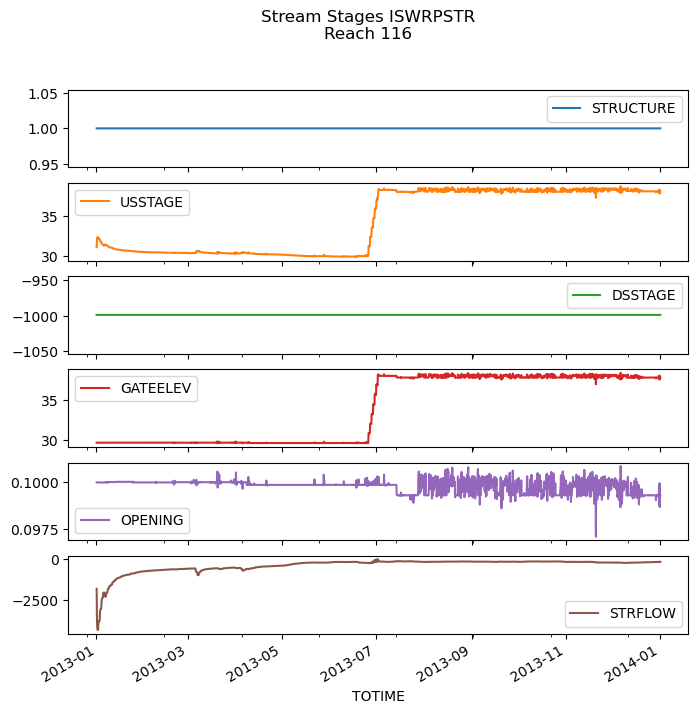 Stream Stages ISWRPSTR
Reach 116
1.05
1.00
0.95
STRUCTURE
35
30
USSTAGE
−950
−1000
−1050
DSSTAGE
35
30
GATEELEV
0.1000
0.0975
OPENING
0
−2500
STRFLOW
2013-01
2013-03
2013-05
2013-07
2013-09
2013-11
2014-01
TOTIME